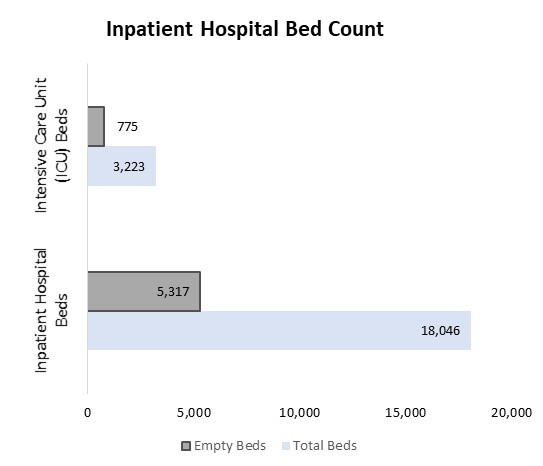 Inpatient Hospital Bed Count
Intensive Care Unit
(ICU) Beds
775
3,223
Inpatient Hospital
Beds
5,317
18,046
0 5,000 10,000 15,000 20,000
Empty Beds Total Beds